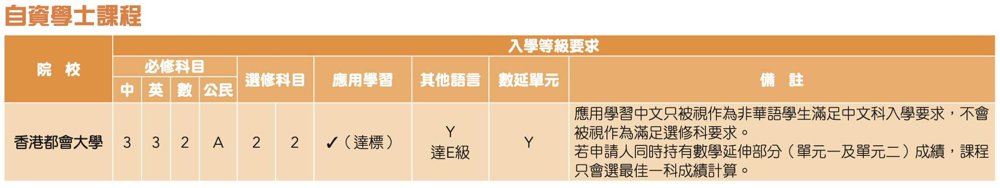 自資學士課程
院 校
入學等級要求
必修科目
選修科目
應用學習
其他語言
數延單元
備 註
中
英
數
公民
香港都會大學
3
3
2
A
2
2
✓（達標）
Y
達E級
Y
應用學習中文只被視作為非華語學生滿足中文科入學要求，不會
被視作為滿足選修科要求。
若申請人同時持有數學延伸部分（單元一及單元二）成績，課程
只會選最佳一科成績計算。